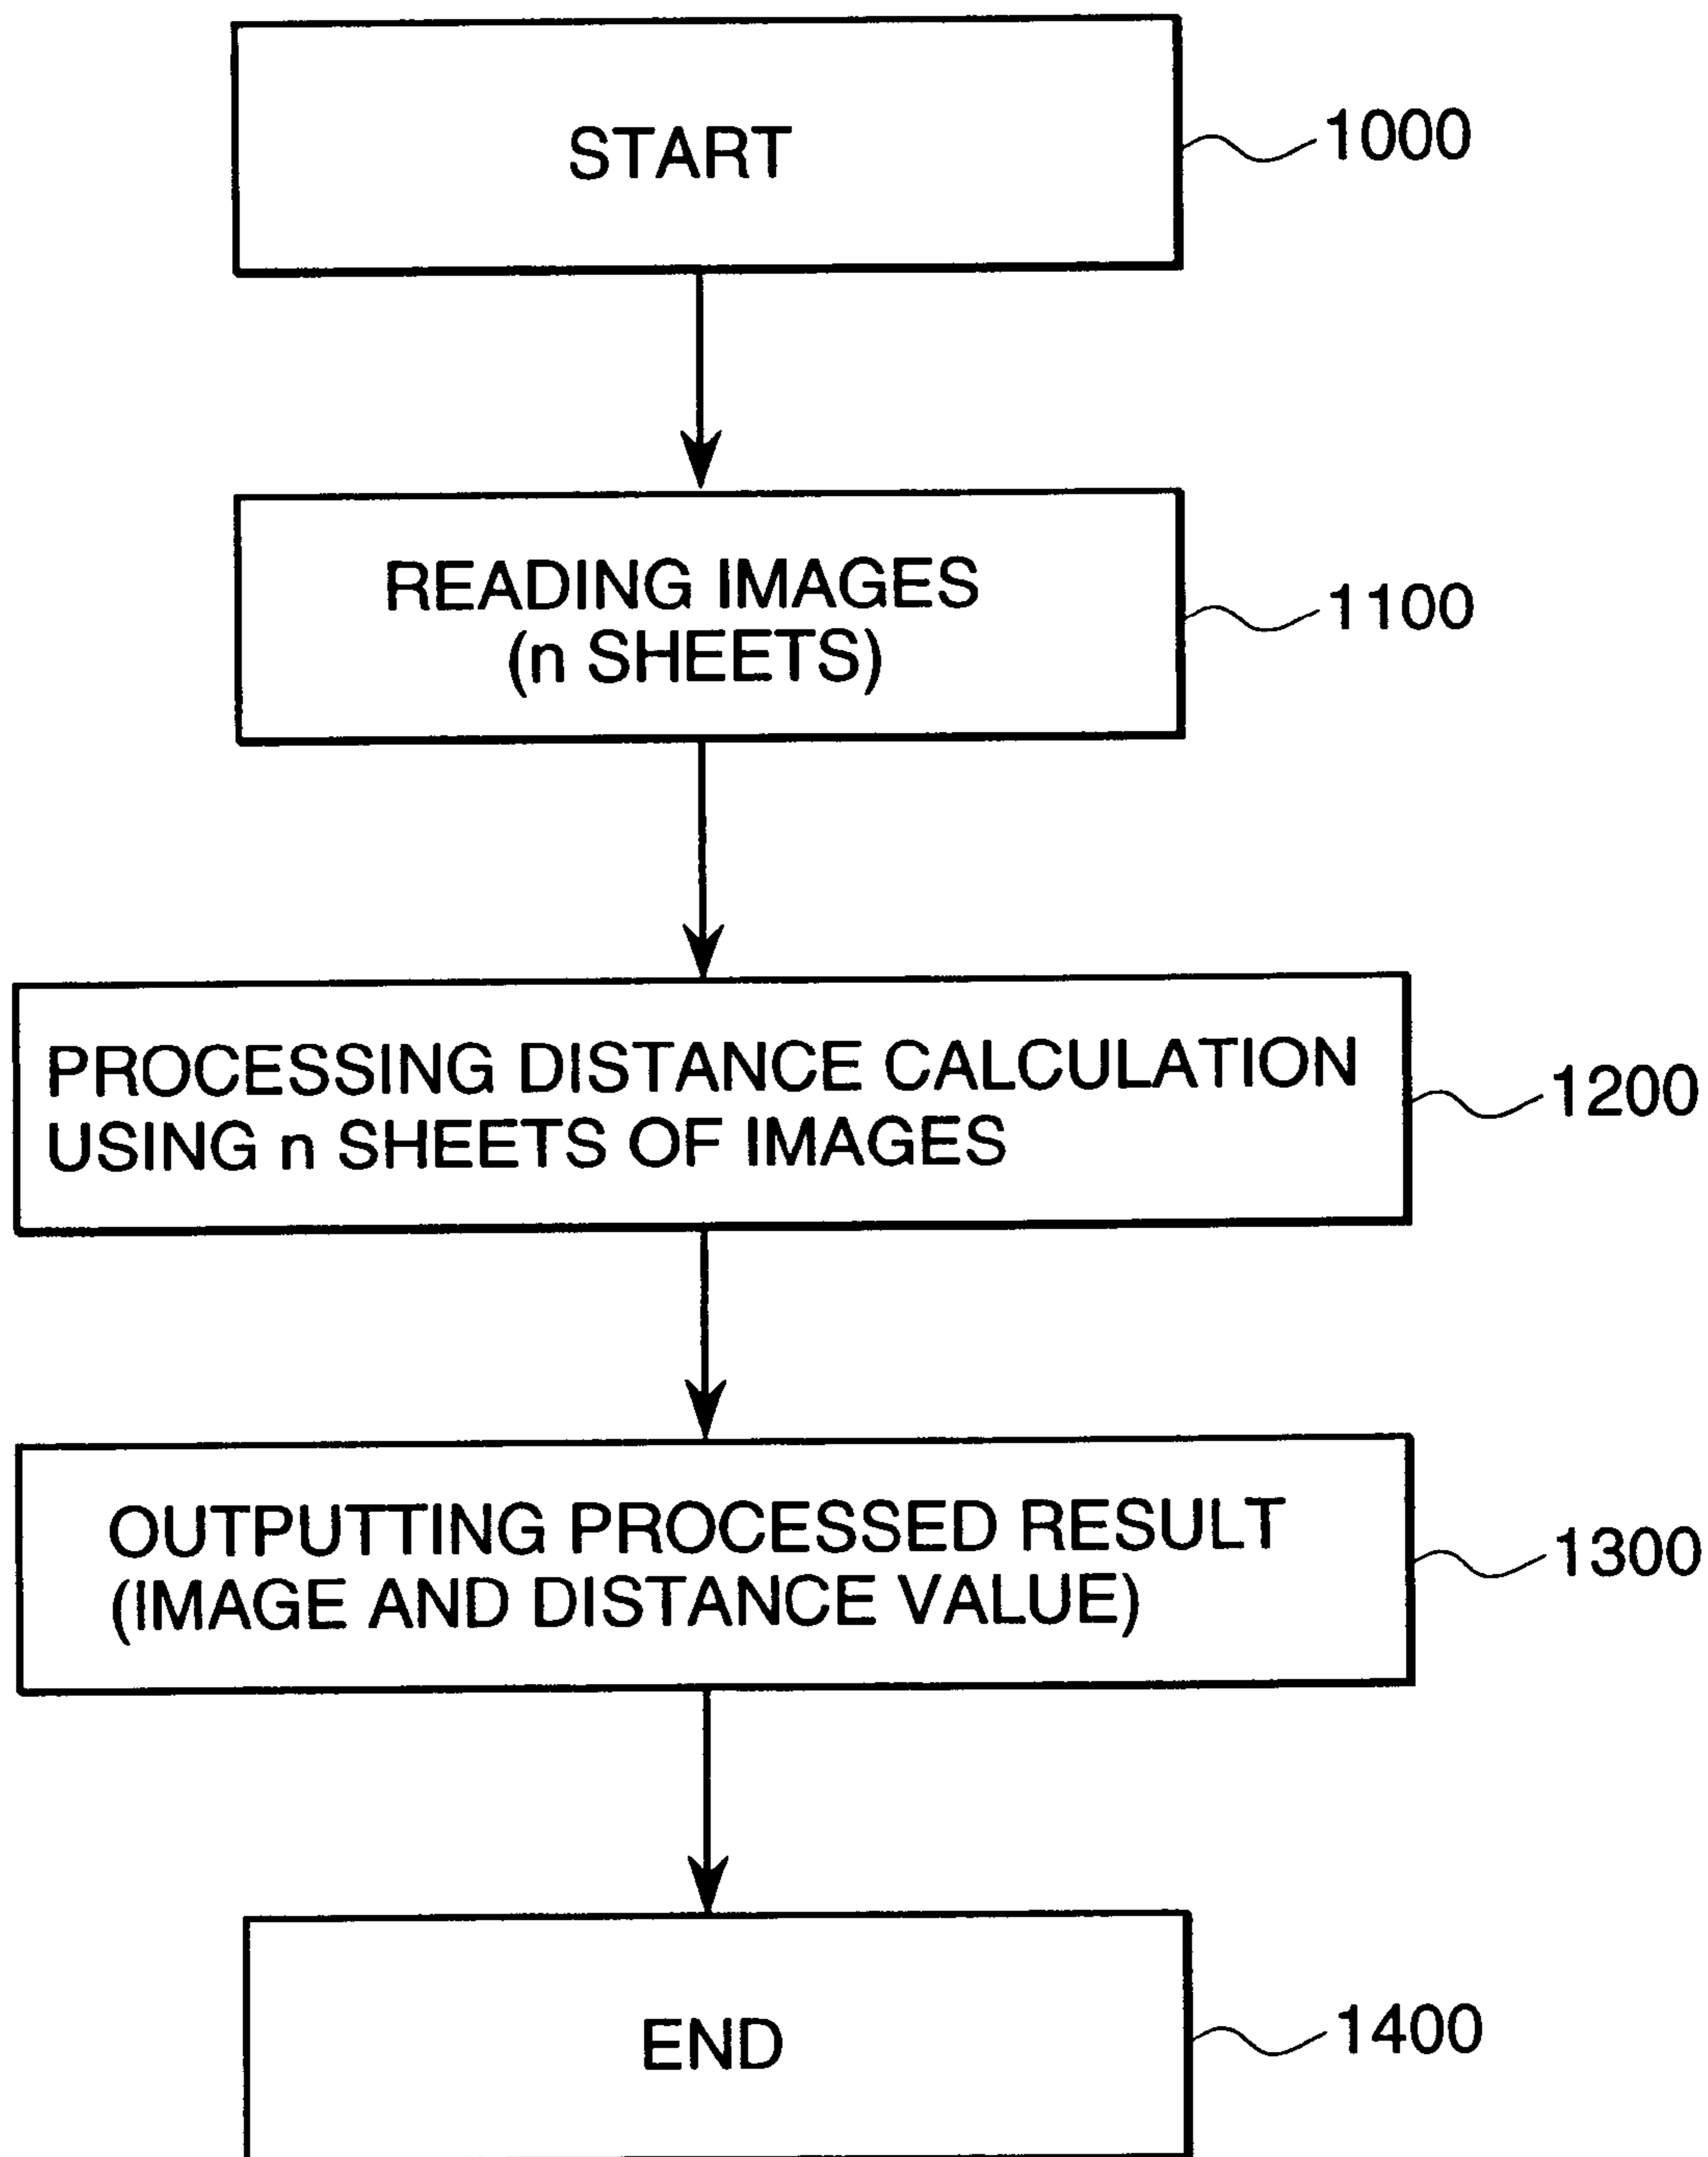 START
1000
READING IMAGES
(n SHEETS)
1100
PROCESSING DISTANCE CALCULATION
USING n SHEETS OF IMAGES
1200
OUTPUTTING PROCESSED RESULT
(IMAGE AND DISTANCE VALUE)
1300
END
1400